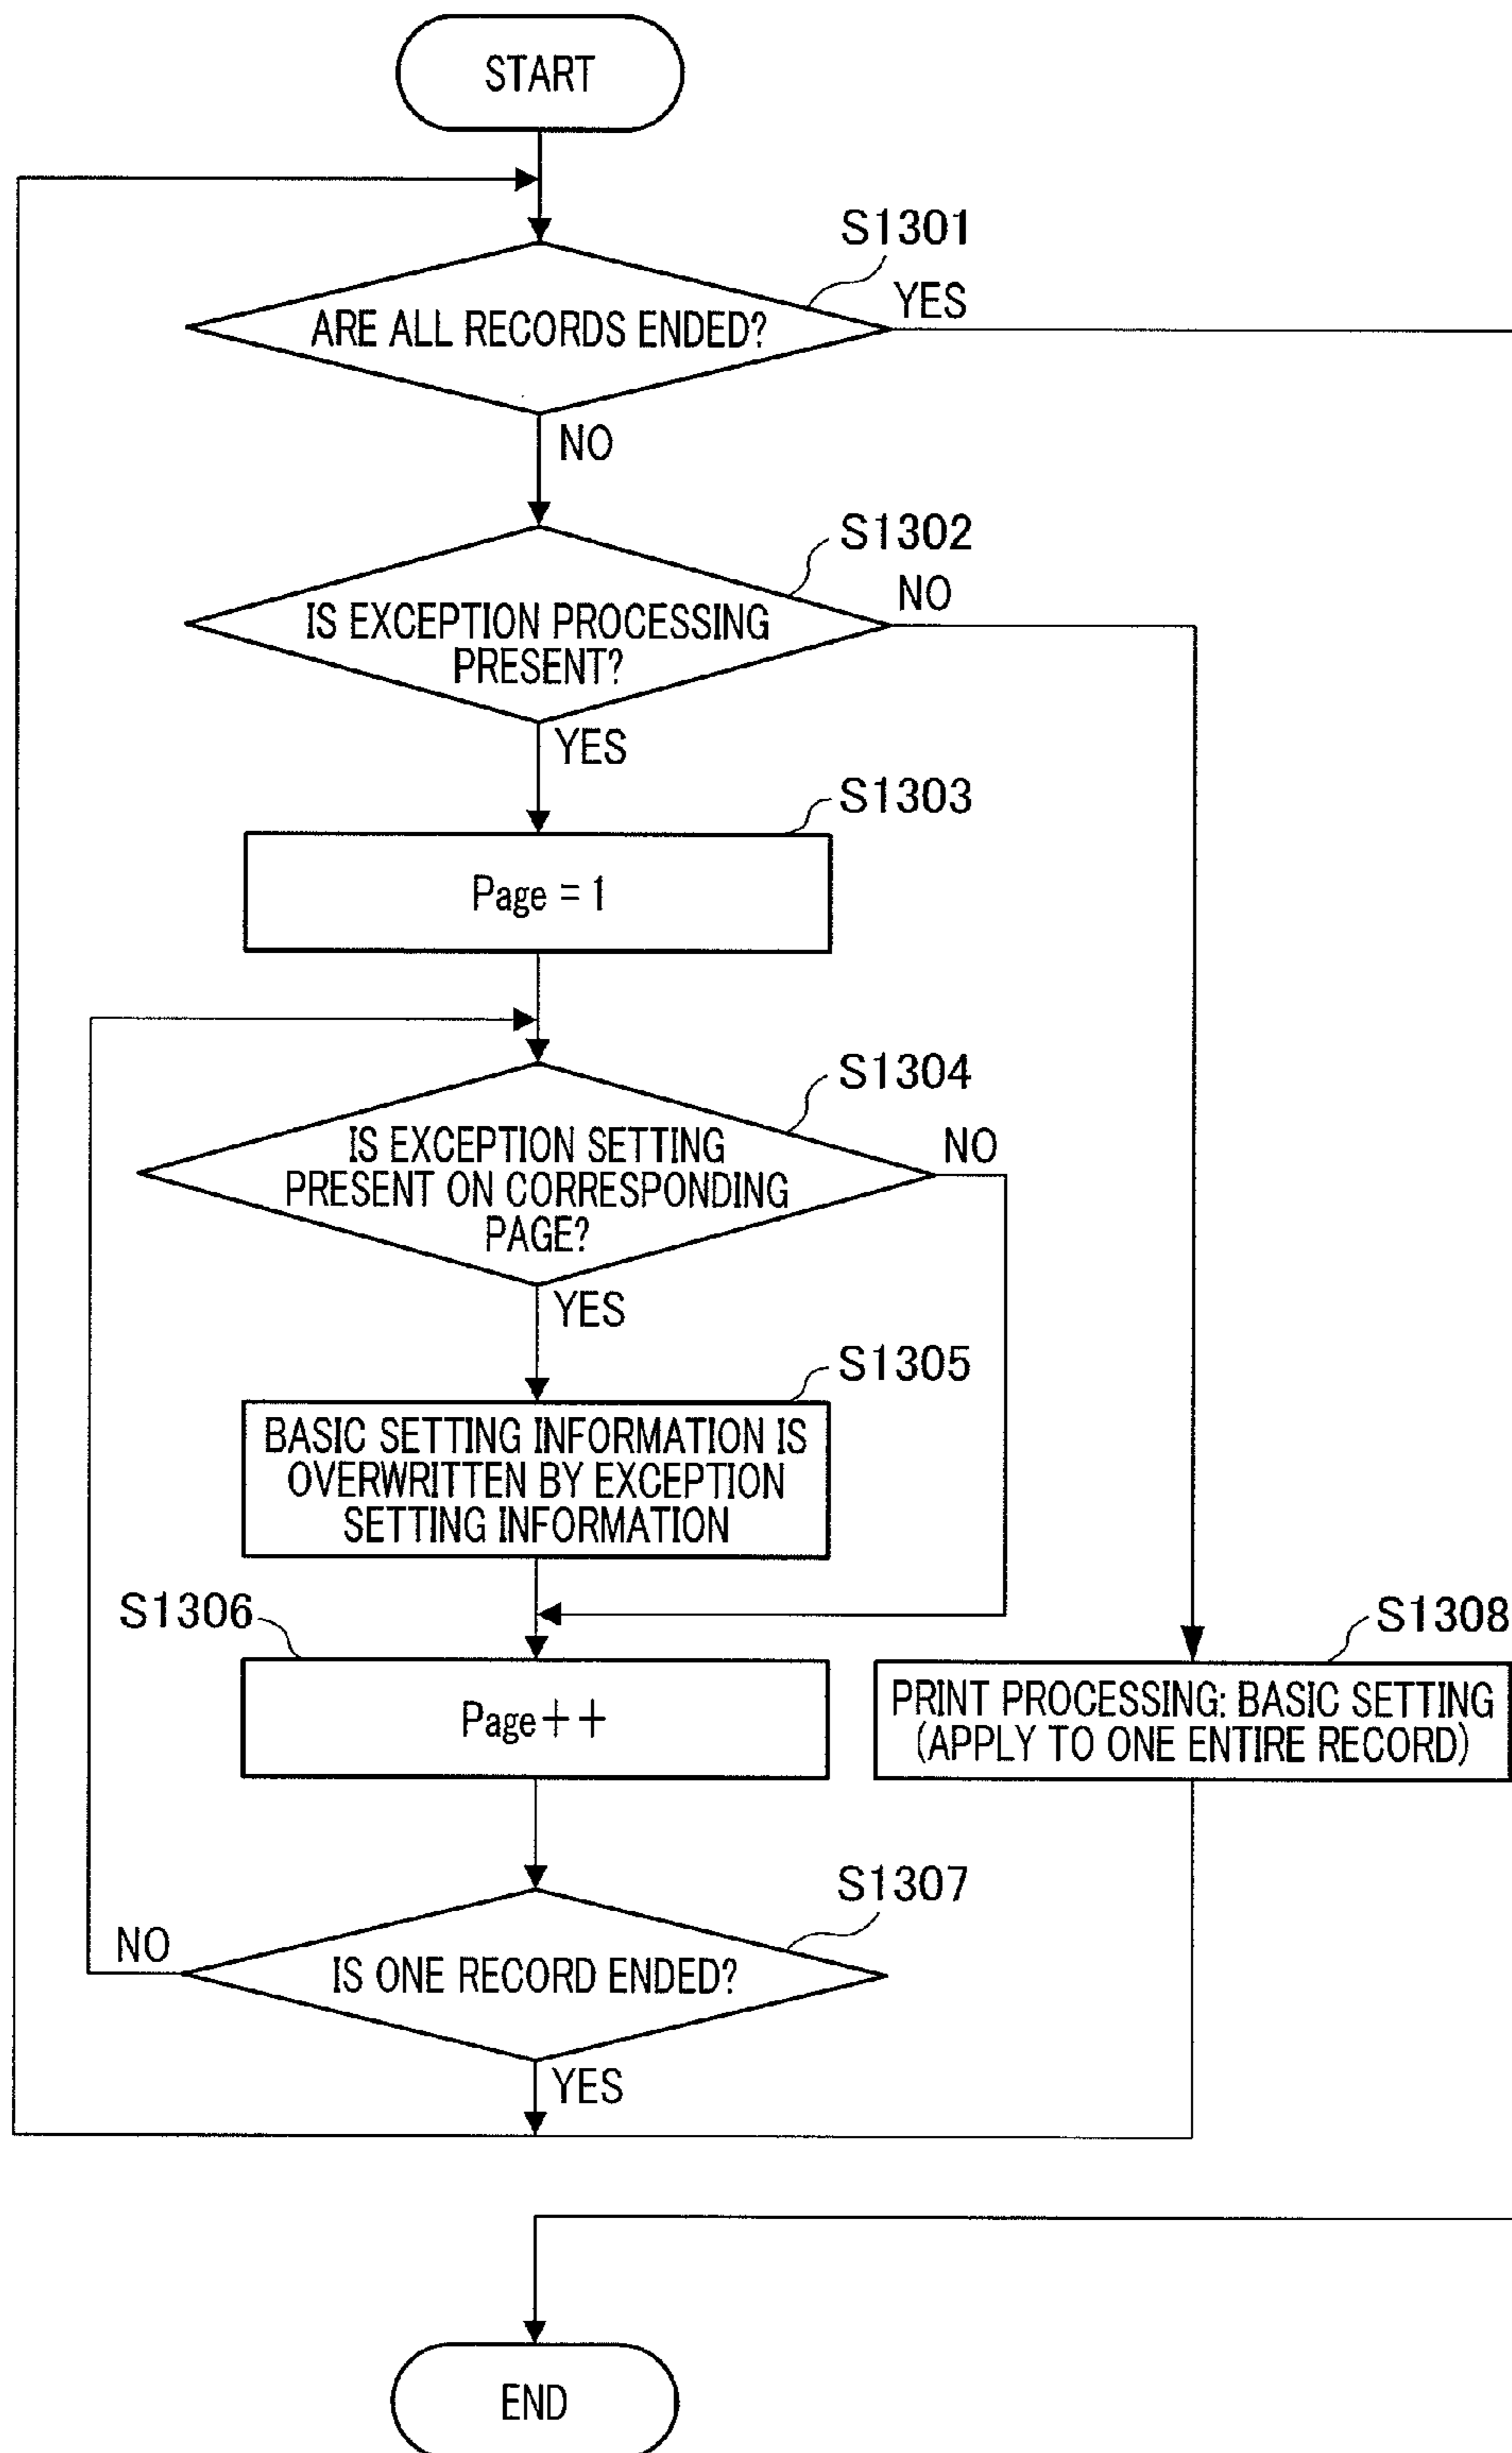 START
S1301
YES
ARE ALL RECORDS ENDED?
NO
S1302
NO
IS EXCEPTION PROCESSING
PRESENT?
YES
S1303
Page = 1
S1304
NO
IS EXCEPTION SETTING
PRESENT ON CORRESPONDING
PAGE?
YES
S1305
BASIC SETTING INFORMATION IS
OVERWRITTEN BY EXCEPTION
SETTING INFORMATION
S1306
Page++
S1308
PRINT PROCESSING: BASIC SETTING
(APPLY TO ONE ENTIRE RECORD)
S1307
NO
IS ONE RECORD ENDED?
YES
END